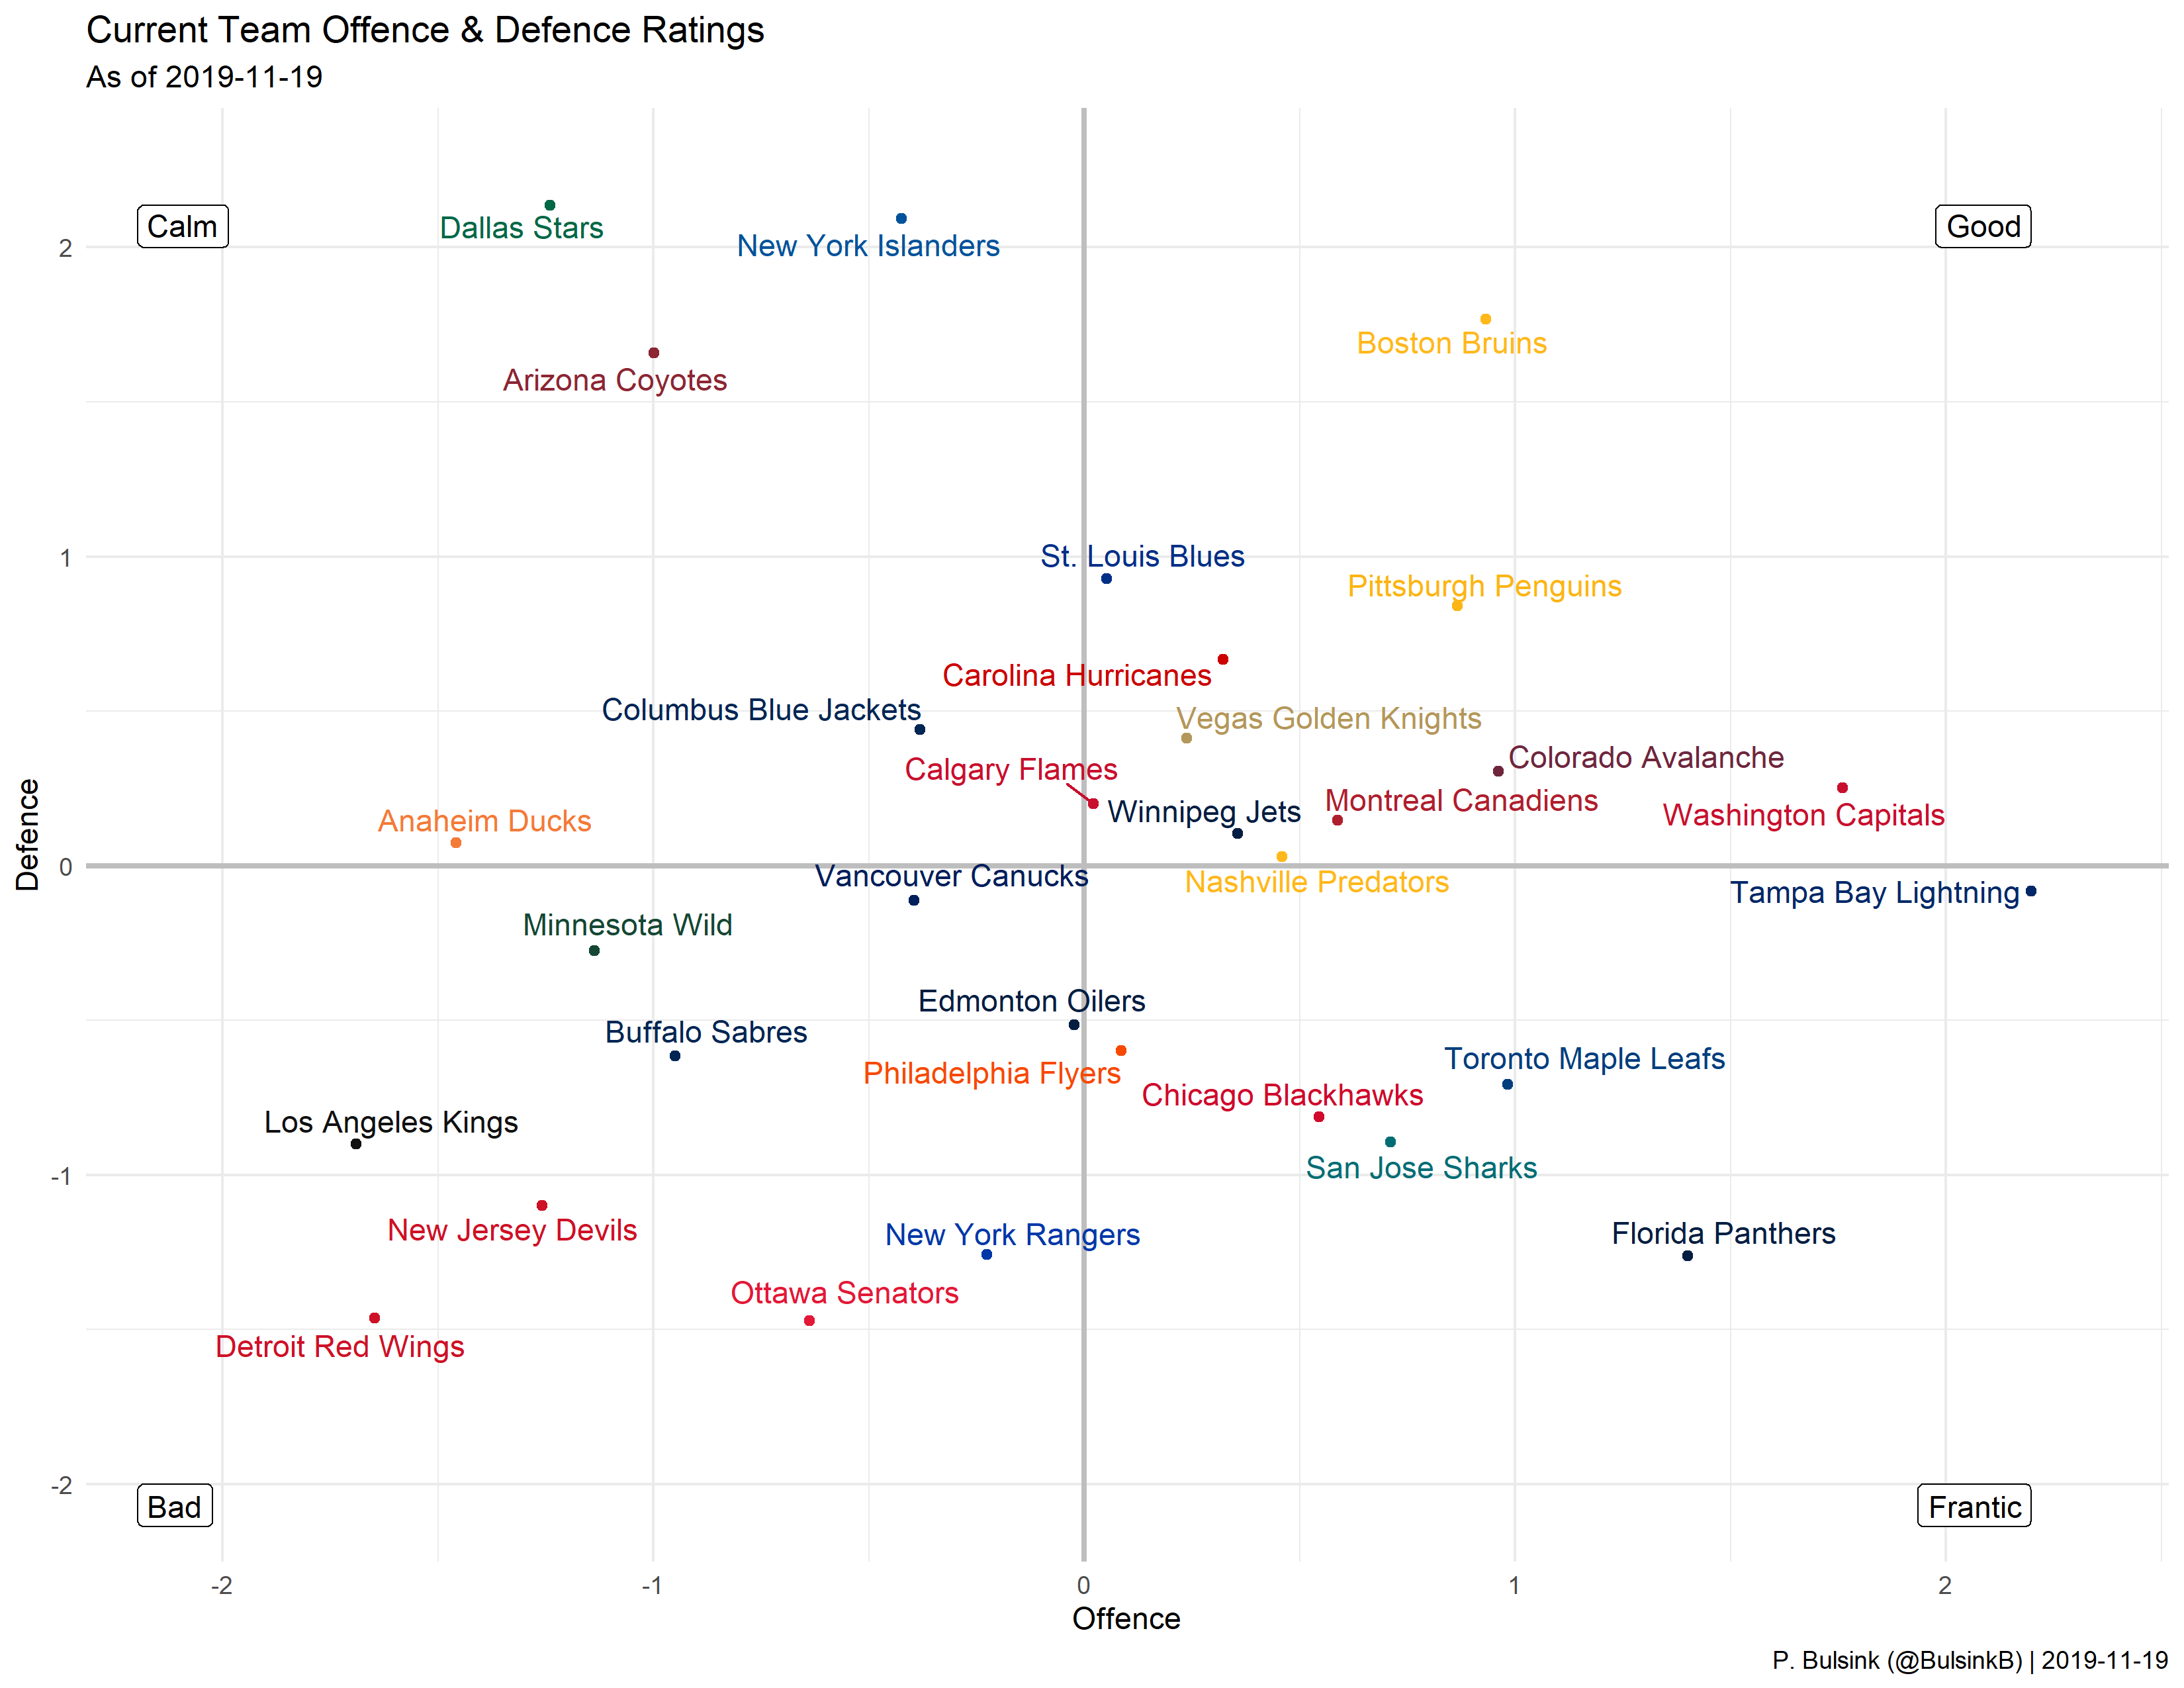 Current Team Offence & Defence Ratings
As of 2019-11-19
Calm
Dallas Stars
New York Islanders
Good
2
Boston Bruins
Arizona Coyotes
St. Louis Blues
1
Pittsburgh Penguins
Carolina Hurricanes
Columbus Blue Jackets
Vegas Golden Knights
Calgary Flames
Colorado Avalanche
Montreal Canadiens
Winnipeg Jets
Washington Capitals
Anaheim Ducks
Defence
0
Vancouver Canucks
Nashville Predators
Tampa Bay Lightning
Minnesota Wild
Edmonton Oilers
Buffalo Sabres
Philadelphia Flyers
Toronto Maple Leafs
Chicago Blackhawks
Los Angeles Kings
San Jose Sharks
-1
New Jersey Devils
New York Rangers
Florida Panthers
Ottawa Senators
Detroit Red Wings
-2
Bad
Frantic
-2
-1
0
1
2
Offence
P. Bulsink (@BulsinkB) | 2019-11-19